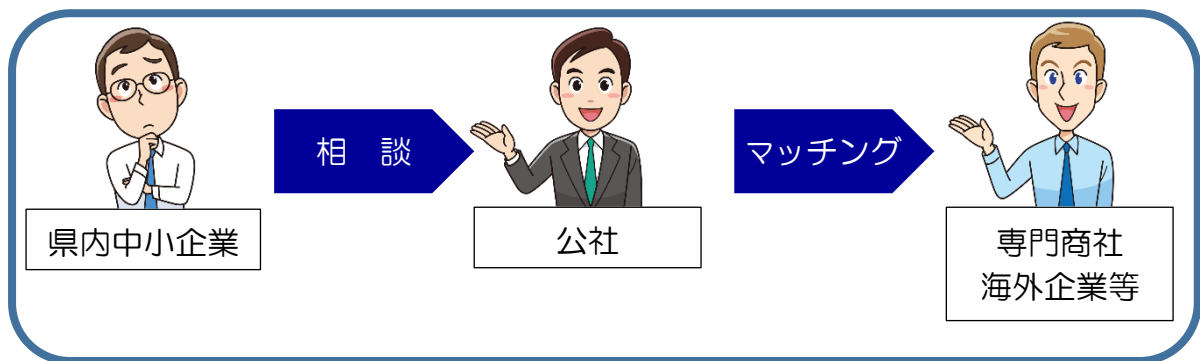 相　談
マッチング
県内中小企業
公社
専門商社
海外企業等